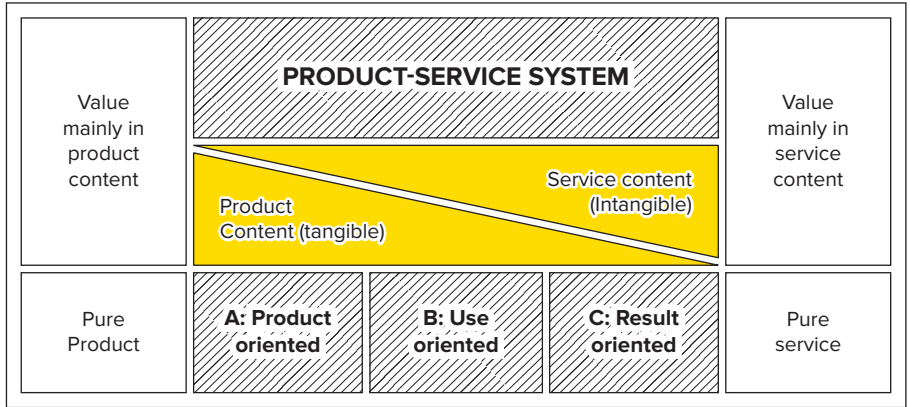 Value
mainly in
product
content
PRODUCT-SERVICE SYSTEM
Value
mainly in
service
content
Service content
(Intangible)
Product
Content (tangible)
Pure
Product
A: Product
oriented
B: Use
oriented
C: Result
oriented
Pure
service